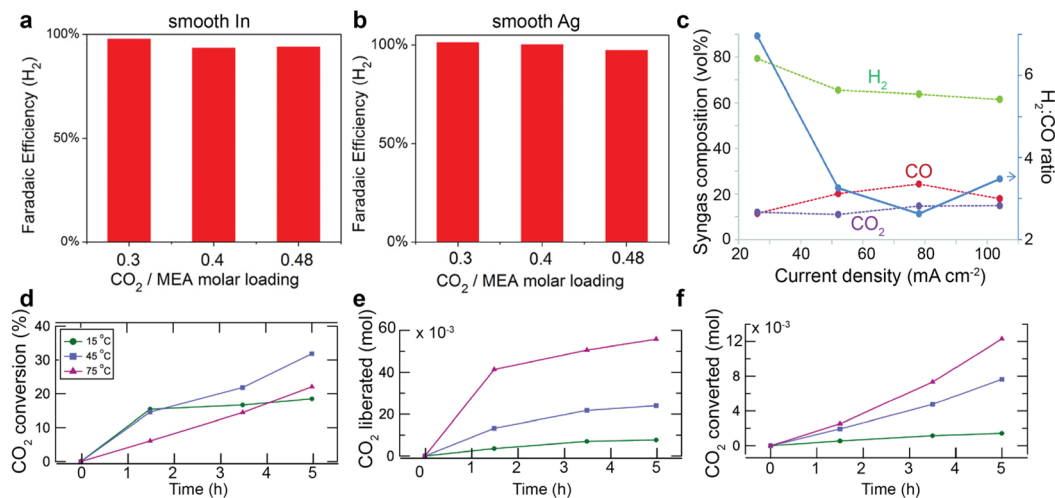 a
smooth In
100%
50%
0%
Faradaic Efficiency (H₂)
0.3 0.4 0.48
CO₂ / MEA molar loading
b
smooth Ag
100%
50%
0%
Faradaic Efficiency (H₂)
0.3 0.4 0.48
CO₂ / MEA molar loading
c
Syngas composition (vol%)
80
60
40
20
0
H₂
CO
CO₂
6
4
2
H₂:CO ratio
20 40 60 80 100
Current density (mA cm⁻²)
d
CO₂ conversion (%)
40
30
20
10
0
15 °C
45 °C
75 °C
0 1 2 3 4 5
Time (h)
e
x 10⁻³
CO₂ liberated (mol)
60
40
20
0
0 1 2 3 4 5
Time (h)
f
x 10⁻³
CO₂ converted (mol)
12
8
4
0
0 1 2 3 4 5
Time (h)